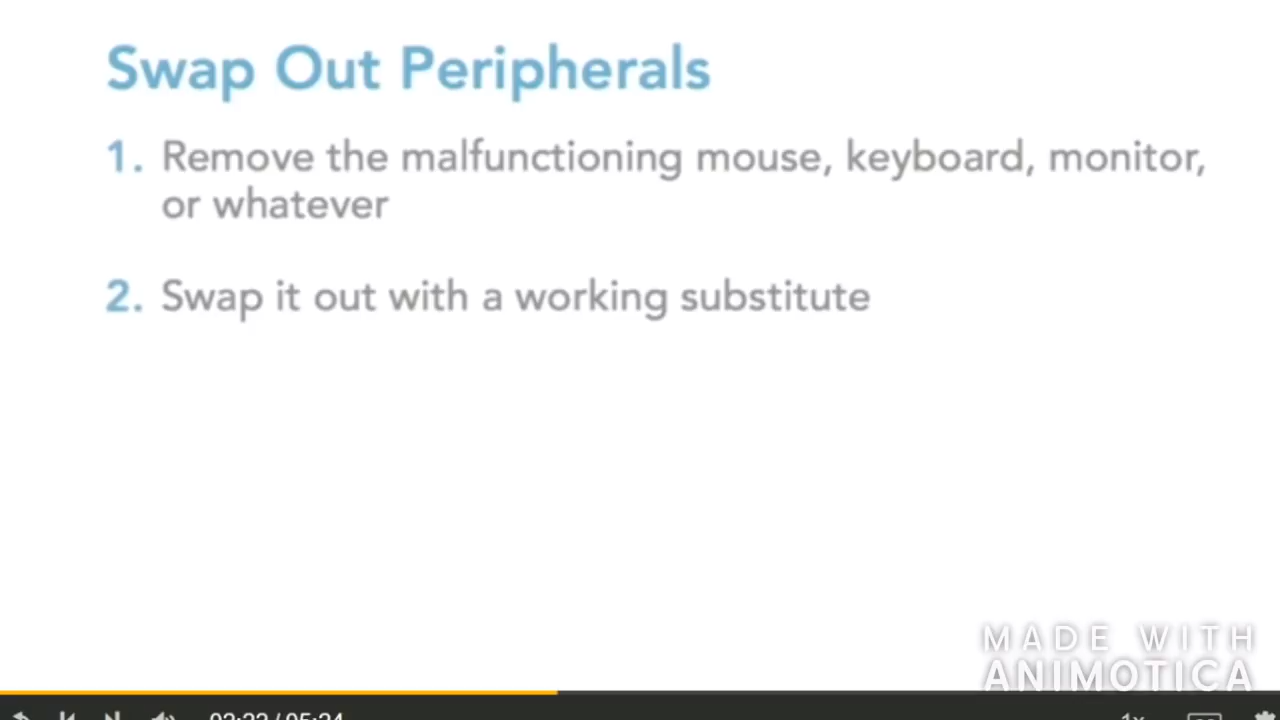 Swap Out Peripherals
1. Remove the malfunctioning mouse, keyboard, monitor,
or whatever
2. Swap it out with a working substitute
MADE WITH
ANIMOTICA
1x